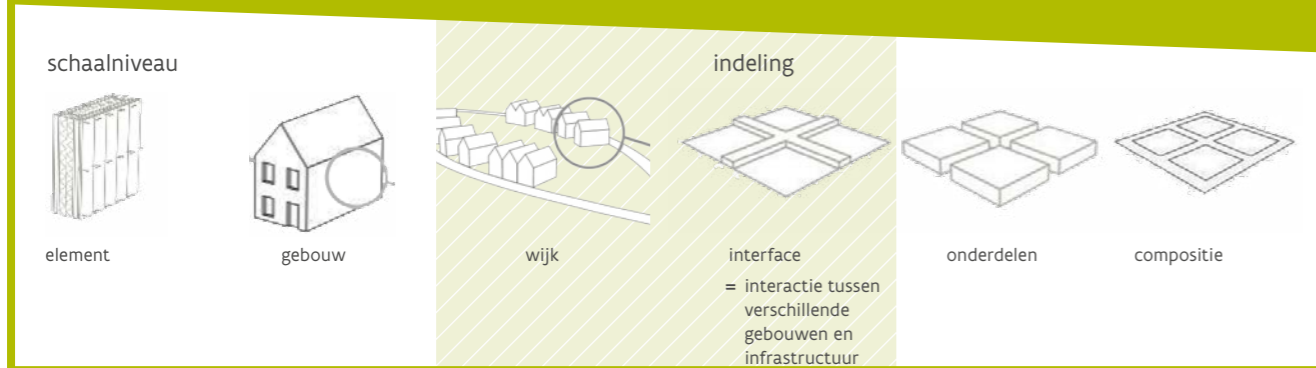 schaalniveau
indeling
element
gebouw
wijk
interface
onderdelen
compositie
= interactie tussen
verschillende
gebouwen en
infrastructuur